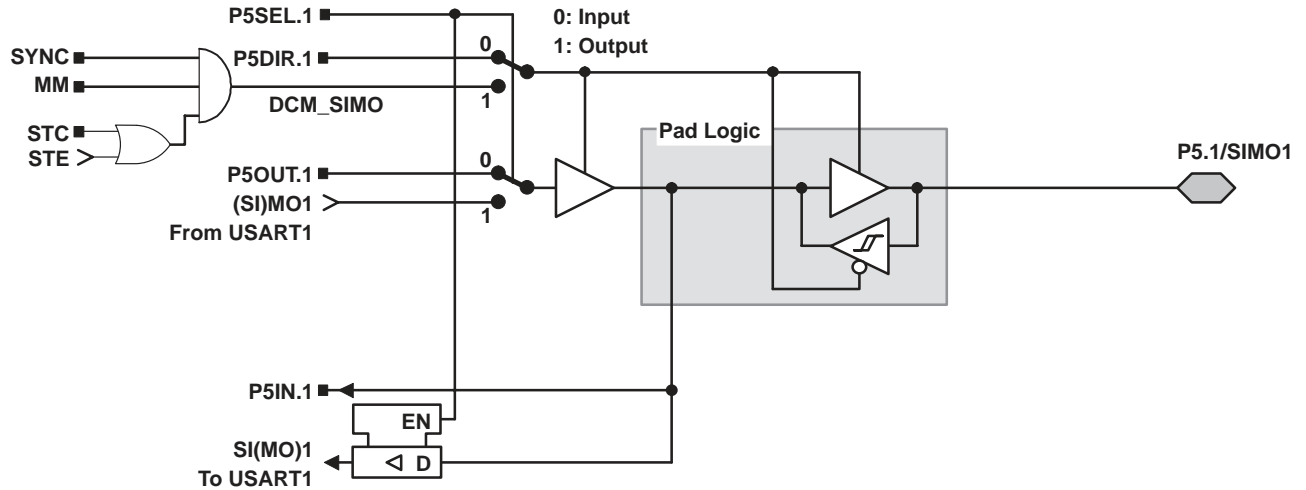 P5SEL.1
0: Input
1: Output
SYNC
P5DIR.1
0
MM
DCM_SIMO
1
STC
STE
Pad Logic
P5.1/SIMO1
P5OUT.1
0
(SI)MO1
1
From USART1
P5IN.1
EN
SI(MO)1
D
To USART1